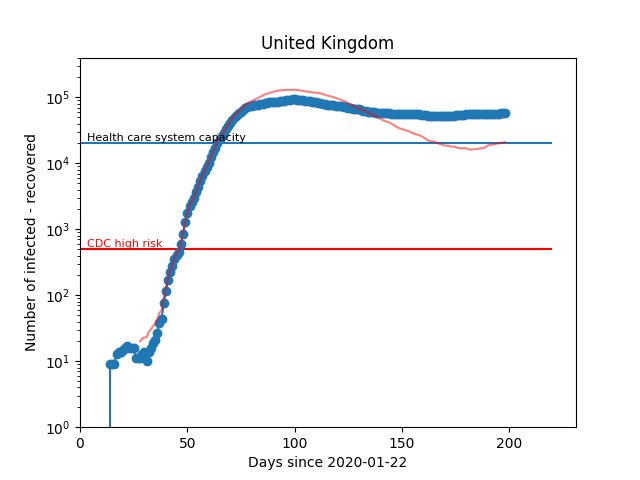 United Kingdom
Number of infected - recovered
10^5
10^4
10^3
10^2
10^1
10^0
Health care system capacity
CDC high risk
0 50 100 150 200
Days since 2020-01-22